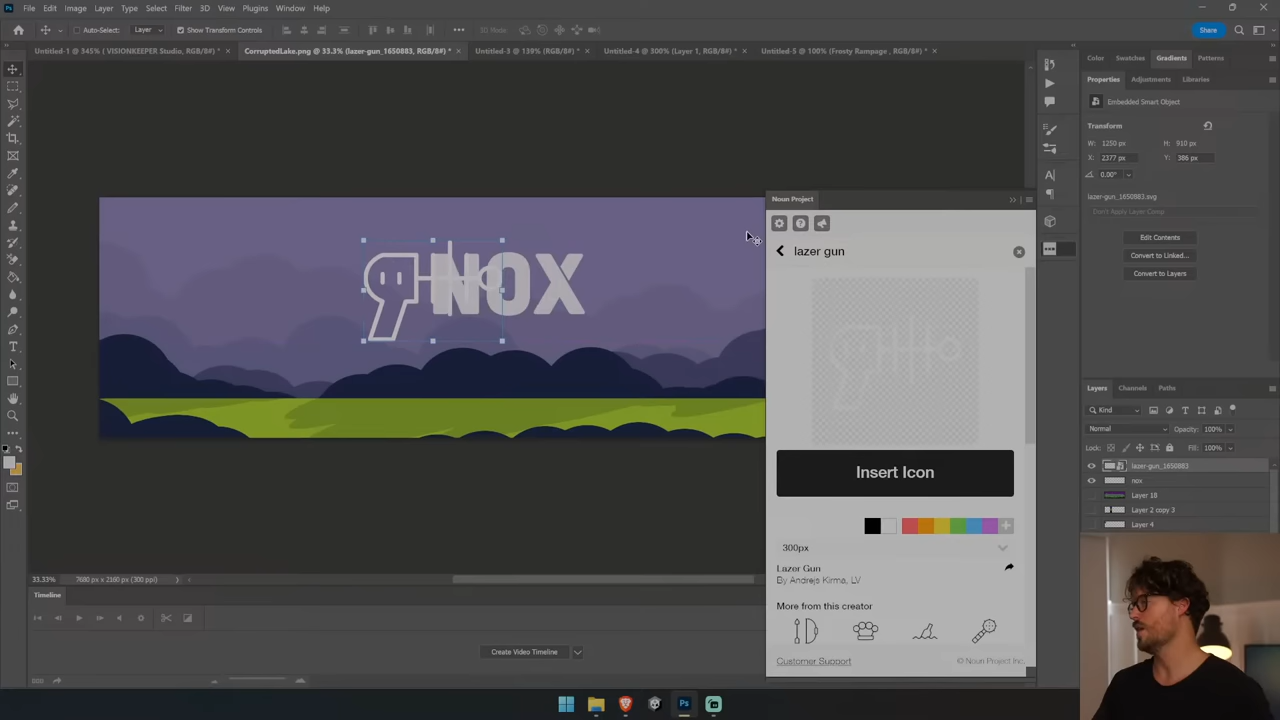 File Edit Image Layer Type Select Filter 3D View Plugins Window Help
Auto-Select: Layer Show Transform Controls 3D Mode: Share
Untitled-1 @ 345% ( VISIONKEEPER Studio, RGB/8#) * × CorruptedLake.png @ 33.3% (lazer-gun_1650883, RGB/8#) * × Untitled-3 @ 139% (RGB/8#) * × Untitled-4 @ 300% (Layer 1, RGB/8#) * × Untitled-5 @ 100% (Frosty Rampage , RGB/8#) * ×
Color Swatches Gradients Patterns
Properties Adjustments Libraries
Embedded Smart Object
Transform
W: 1250 px H: 910 px
X: 2377 px Y: 386 px
0.00°
lazer-gun_1650883.svg
Don't Apply Layer Comp
Edit Contents
Convert to Linked...
Convert to Layers
NOX
Noun Project
lazer gun
Insert Icon
300px
Lazer Gun
By Andrejs Kirma, LV
More from this creator
Customer Support © Noun Project Inc.
Layers Channels Paths
Kind
Normal Opacity: 100%
Lock: Fill: 100%
lazer-gun_1650883
nox
Layer 18
Layer 2 copy 3
Layer 4
33.33% 7680 px x 2160 px (300 ppi)
Timeline
Create Video Timeline
Ps